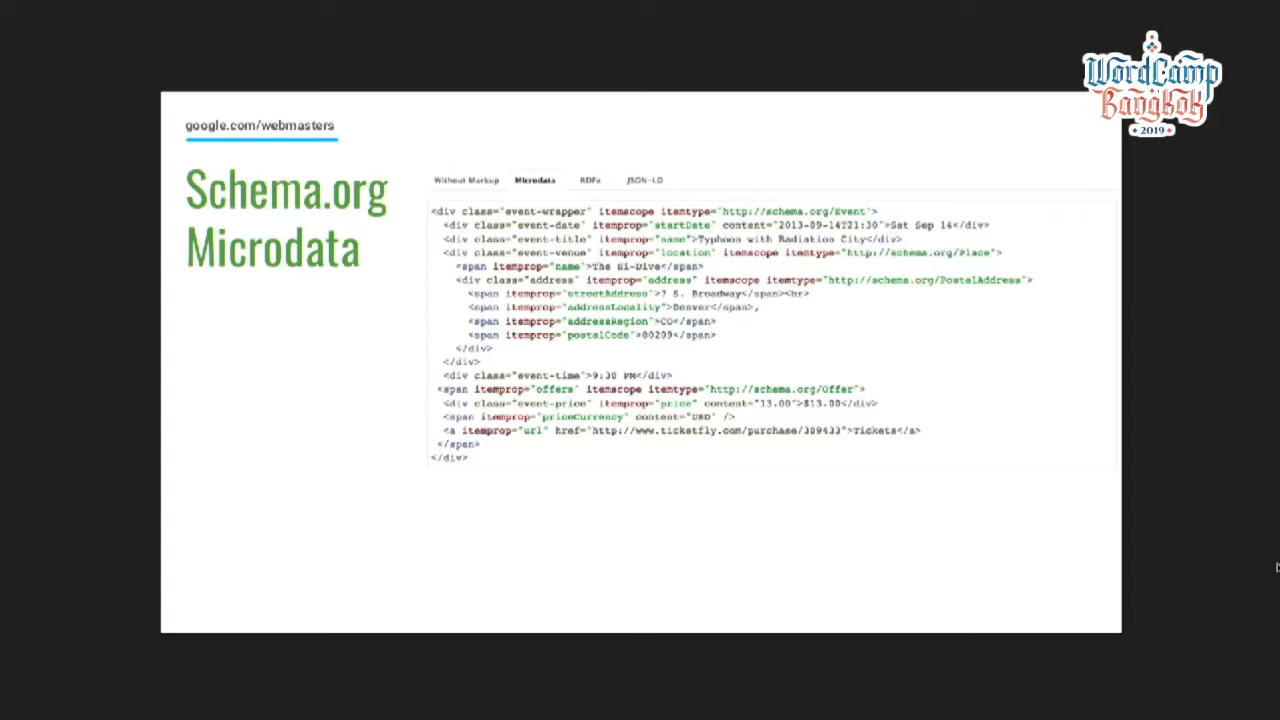 WordCamp
Bangkok
2019
google.com/webmasters
Schema.org
Microdata
Without Markup Microdata RDFa JSON-LD
<div class="event-wrapper" itemscope itemtype="http://schema.org/Event">
<div class="event-date" itemprop="startDate" content="2013-09-14T21:30">Sat Sep 14</div>
<div class="event-title" itemprop="name">Typhoon with Radiation City</div>
<div class="event-venue" itemprop="location" itemscope itemtype="http://schema.org/Place">
<span itemprop="name">The Hi-Dive</span>
<div class="address" itemprop="address" itemscope itemtype="http://schema.org/PostalAddress">
<span itemprop="streetAddress">7 S. Broadway</span><br>
<span itemprop="addressLocality">Denver</span>,
<span itemprop="addressRegion">CO</span>
<span itemprop="postalCode">80209</span>
</div>
</div>
<div class="event-time">9:30 PM</div>
<span itemprop="offers" itemscope itemtype="http://schema.org/Offer">
<div class="event-price" itemprop="price" content="13.00">$13.00</div>
<span itemprop="priceCurrency" content="USD" />
<a itemprop="url" href="http://www.ticketfly.com/purchase/309433">Tickets</a>
</span>
</div>